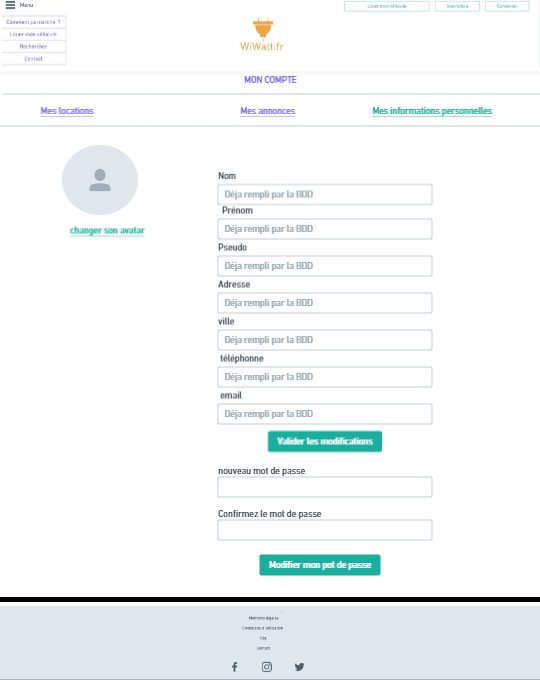 Menu
Louer mon véhicule
Inscription
Connexion
Comment ça marche ?
Louer mon véhicule
Rechercher
Contact
WiWatt.fr
MON COMPTE
Mes locations
Mes annonces
Mes informations personnelles
changer son avatar
Nom
Déja rempli par la BDD
Prénom
Déja rempli par la BDD
Pseudo
Déja rempli par la BDD
Adresse
Déja rempli par la BDD
ville
Déja rempli par la BDD
téléphonne
Déja rempli par la BDD
email
Déja rempli par la BDD
Valider les modifications
nouveau mot de passe
Confirmez le mot de passe
Modifier mon pot de passe
Mentions légales
Conditions d'utilisation
Contact